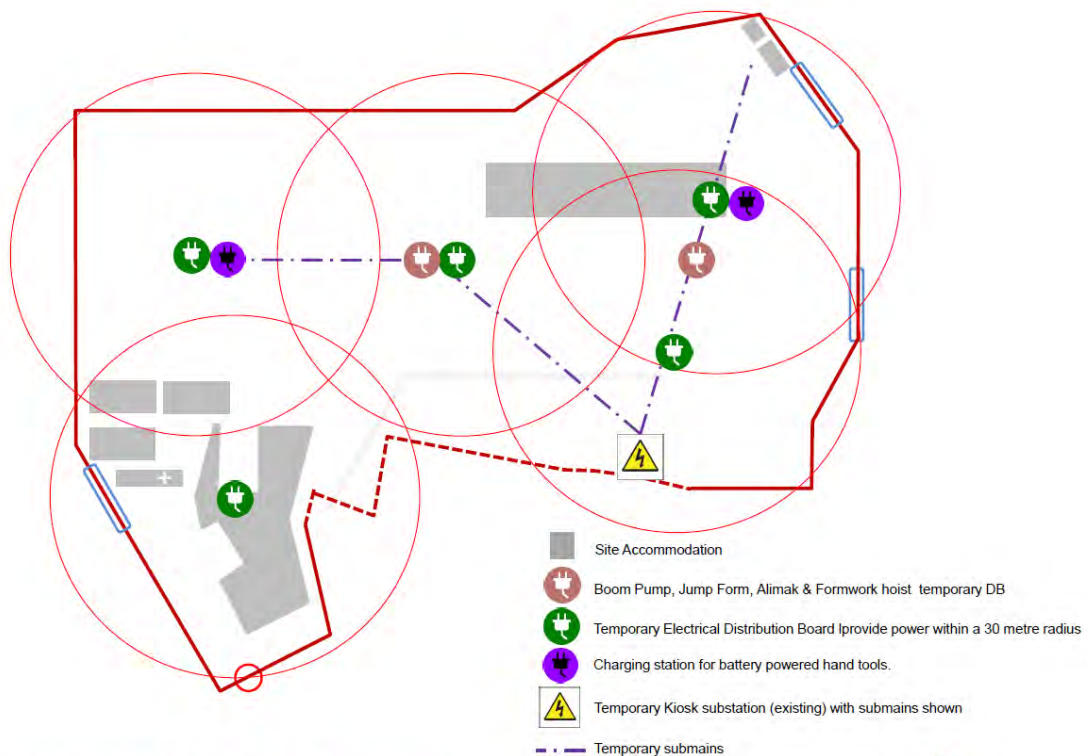 Site Accommodation
Boom Pump, Jump Form, Alimak & Formwork hoist temporary DB
Temporary Electrical Distribution Board lprovide power within a 30 metre radius
Charging station for battery powered hand tools.
Temporary Kiosk substation (existing) with submains shown
Temporary submains